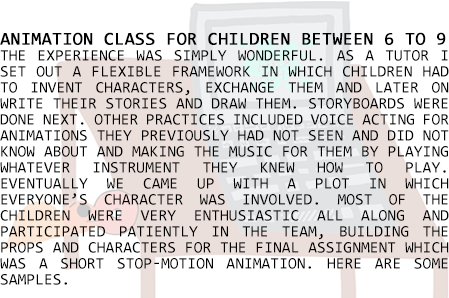 ANIMATION CLASS FOR CHILDREN BETWEEN 6 TO 9
THE EXPERIENCE WAS SIMPLY WONDERFUL. AS A TUTOR I
SET OUT A FLEXIBLE FRAMEWORK IN WHICH CHILDREN HAD
TO INVENT CHARACTERS, EXCHANGE THEM AND LATER ON
WRITE THEIR STORIES AND DRAW THEM. STORYBOARDS WERE
DONE NEXT. OTHER PRACTICES INCLUDED VOICE ACTING FOR
ANIMATIONS THEY PREVIOUSLY HAD NOT SEEN AND DID NOT
KNOW ABOUT AND MAKING THE MUSIC FOR THEM BY PLAYING
WHATEVER INSTRUMENT THEY KNEW HOW TO PLAY.
EVENTUALLY WE CAME UP WITH A PLOT IN WHICH
EVERYONE'S CHARACTER WAS INVOLVED. MOST OF THE
CHILDREN WERE VERY ENTHUSIASTIC ALL ALONG AND
PARTICIPATED PATIENTLY IN THE TEAM, BUILDING THE
PROPS AND CHARACTERS FOR THE FINAL ASSIGNMENT WHICH
WAS A SHORT STOP-MOTION ANIMATION. HERE ARE SOME
SAMPLES.